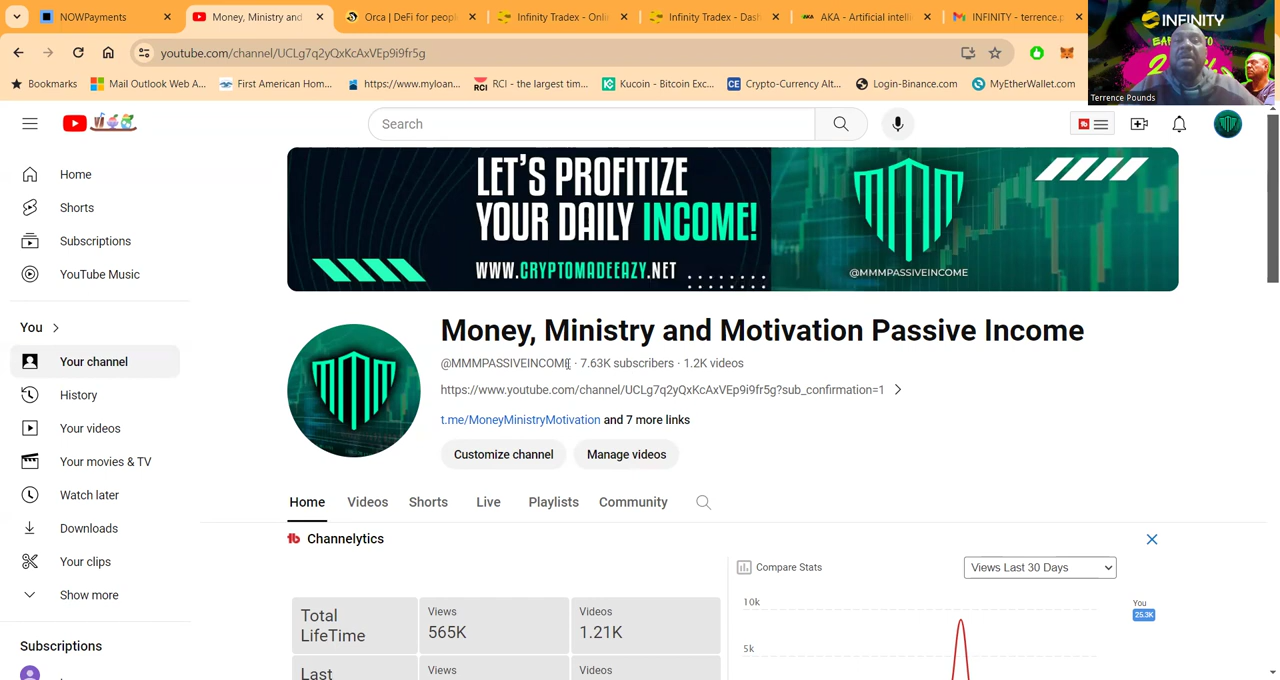 NOWPayments
Money, Ministry and
Orca | DeFi for peopl
Infinity Tradex - Onli
Infinity Tradex - Dash
AKA - Artificial intelli
INFINITY - terrence.p
youtube.com/channel/UCLg7q2yQxKcAxVEp9i9fr5g
INFINITY
Terrence Pounds
Bookmarks
Mail Outlook Web A...
First American Hom...
https://www.myloan...
RCI
RCI - the largest tim...
Kucoin - Bitcoin Exc...
CE
Crypto-Currency Alt...
Login-Binance.com
MyEtherWallet.com
Search
Home
Shorts
Subscriptions
YouTube Music
You
Your channel
History
Your videos
Your movies & TV
Watch later
Downloads
Your clips
Show more
Subscriptions
LET'S PROFITIZE
YOUR DAILY INCOME!
WWW.CRYPTOMADEEAZY.NET
@MMMPASSIVEINCOME
Money, Ministry and Motivation Passive Income
@MMMPASSIVEINCOME · 7.63K subscribers · 1.2K videos
https://www.youtube.com/channel/UCLg7q2yQxKcAxVEp9i9fr5g?sub_confirmation=1
t.me/MoneyMinistryMotivation and 7 more links
Customize channel
Manage videos
Home
Videos
Shorts
Live
Playlists
Community
tb Channelytics
Total
LifeTime
Views
565K
Videos
1.21K
Last
Views
Videos
Compare Stats
Views Last 30 Days
10k
5k
You
25.3K